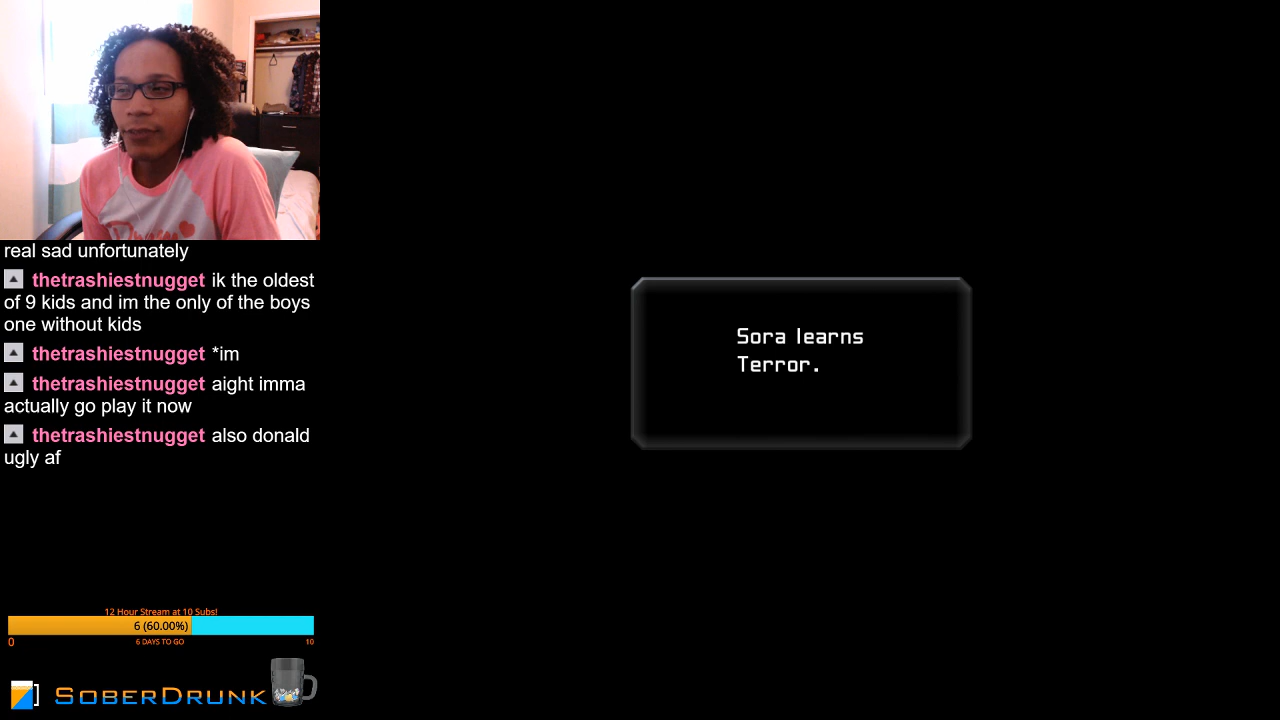 real sad unfortunately
thetrashiestnugget ik the oldest
of 9 kids and im the only of the boys
one without kids
thetrashiestnugget *im
thetrashiestnugget aight imma
actually go play it now
thetrashiestnugget also donald
ugly af
Sora learns
Terror.
12 Hour Stream at 10 Subs!
6 (60.00%)
0
6 DAYS TO GO
10
SOBERDRUNK